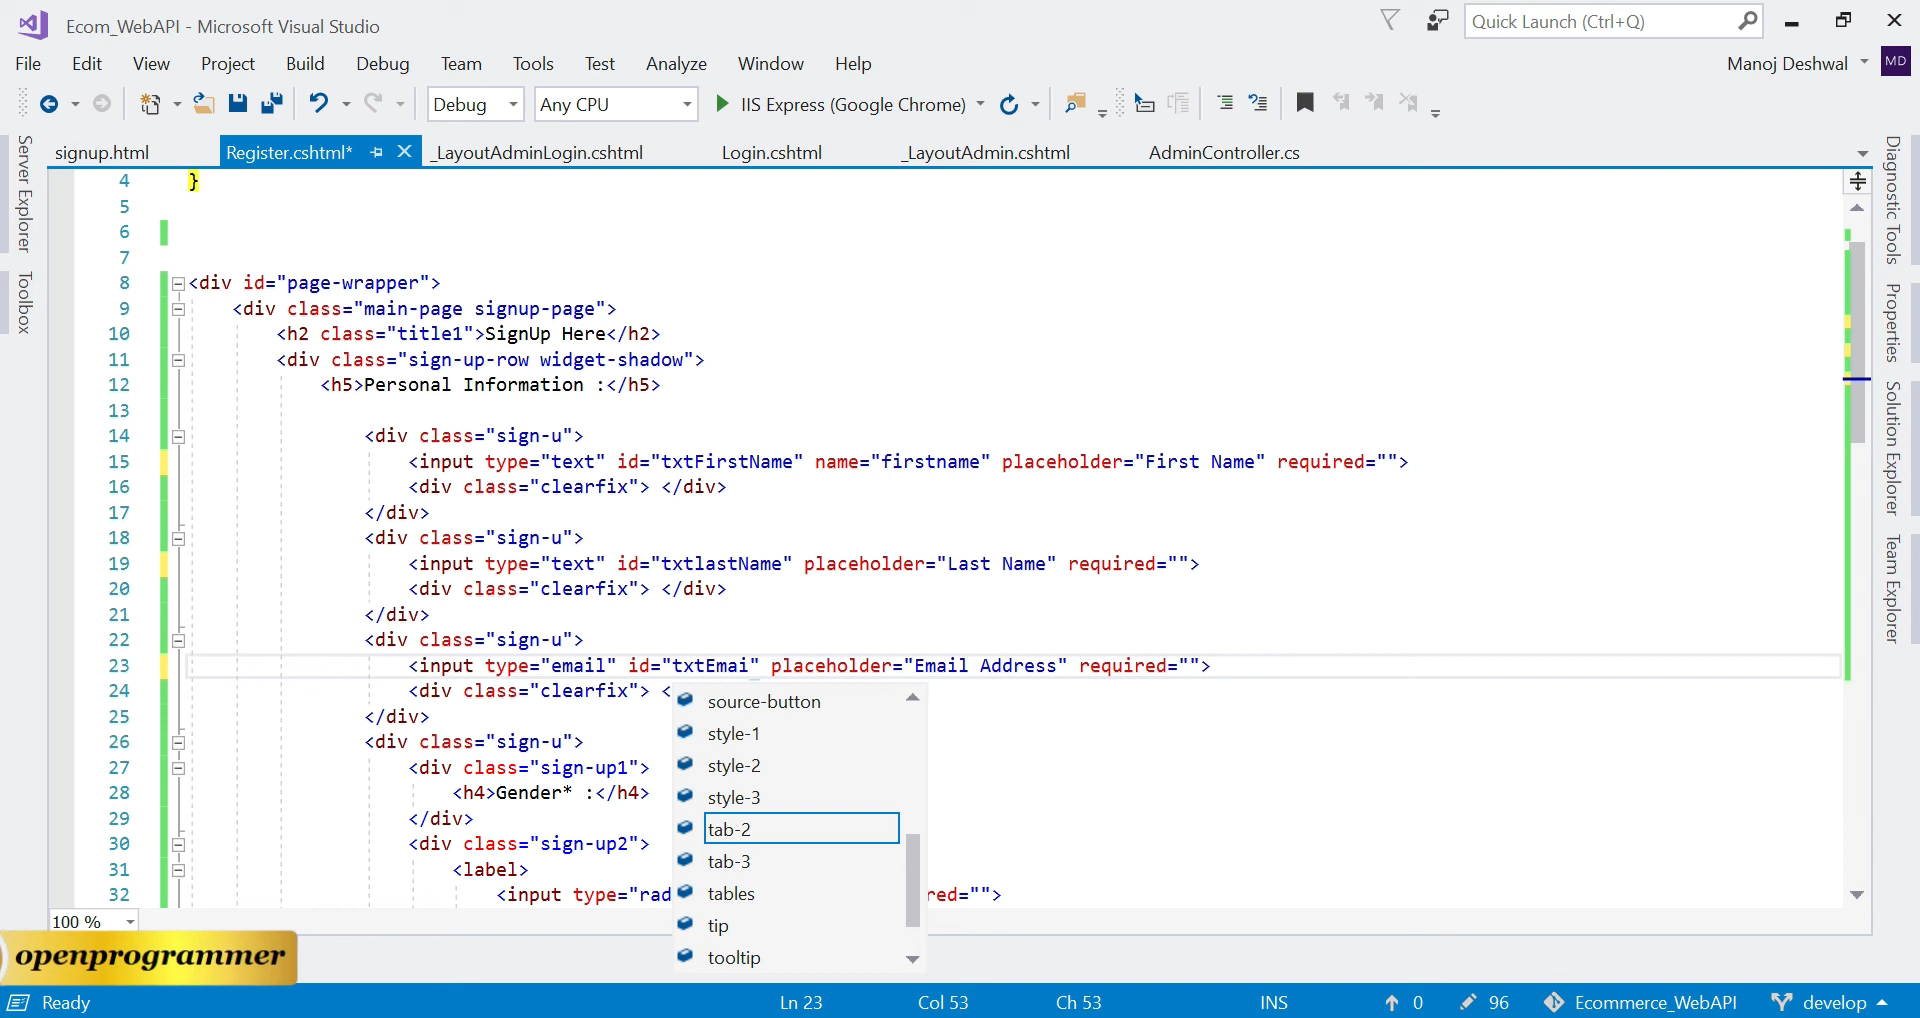 Ecom_WebAPI - Microsoft Visual Studio
Quick Launch (Ctrl+Q)
File Edit View Project Build Debug Team Tools Test Analyze Window Help
Manoj Deshwal MD
Debug Any CPU IIS Express (Google Chrome)
signup.html Register.cshtml* _LayoutAdminLogin.cshtml Login.cshtml _LayoutAdmin.cshtml AdminController.cs
Server Explorer
Toolbox
4 }
5
6
7
8 <div id="page-wrapper">
9 <div class="main-page signup-page">
10 <h2 class="title1">SignUp Here</h2>
11 <div class="sign-up-row widget-shadow">
12 <h5>Personal Information :</h5>
13
14 <div class="sign-u">
15 <input type="text" id="txtFirstName" name="firstname" placeholder="First Name" required="">
16 <div class="clearfix"> </div>
17 </div>
18 <div class="sign-u">
19 <input type="text" id="txtlastName" placeholder="Last Name" required="">
20 <div class="clearfix"> </div>
21 </div>
22 <div class="sign-u">
23 <input type="email" id="txtEmai" placeholder="Email Address" required="">
24 <div class="clearfix"> <
25 </div>
26 <div class="sign-u">
27 <div class="sign-up1">
28 <h4>Gender* :</h4>
29 </div>
30 <div class="sign-up2">
31 <label>
32 <input type="rad red="">
source-button
style-1
style-2
style-3
tab-2
tab-3
tables
tip
tooltip
Diagnostic Tools
Properties
Solution Explorer
Team Explorer
100 %
openprogrammer
Ready Ln 23 Col 53 Ch 53 INS 0 96 Ecommerce_WebAPI develop